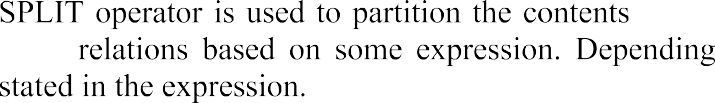 SPLIT operator is used to partition the contents
relations based on some expression. Depending
stated in the expression.